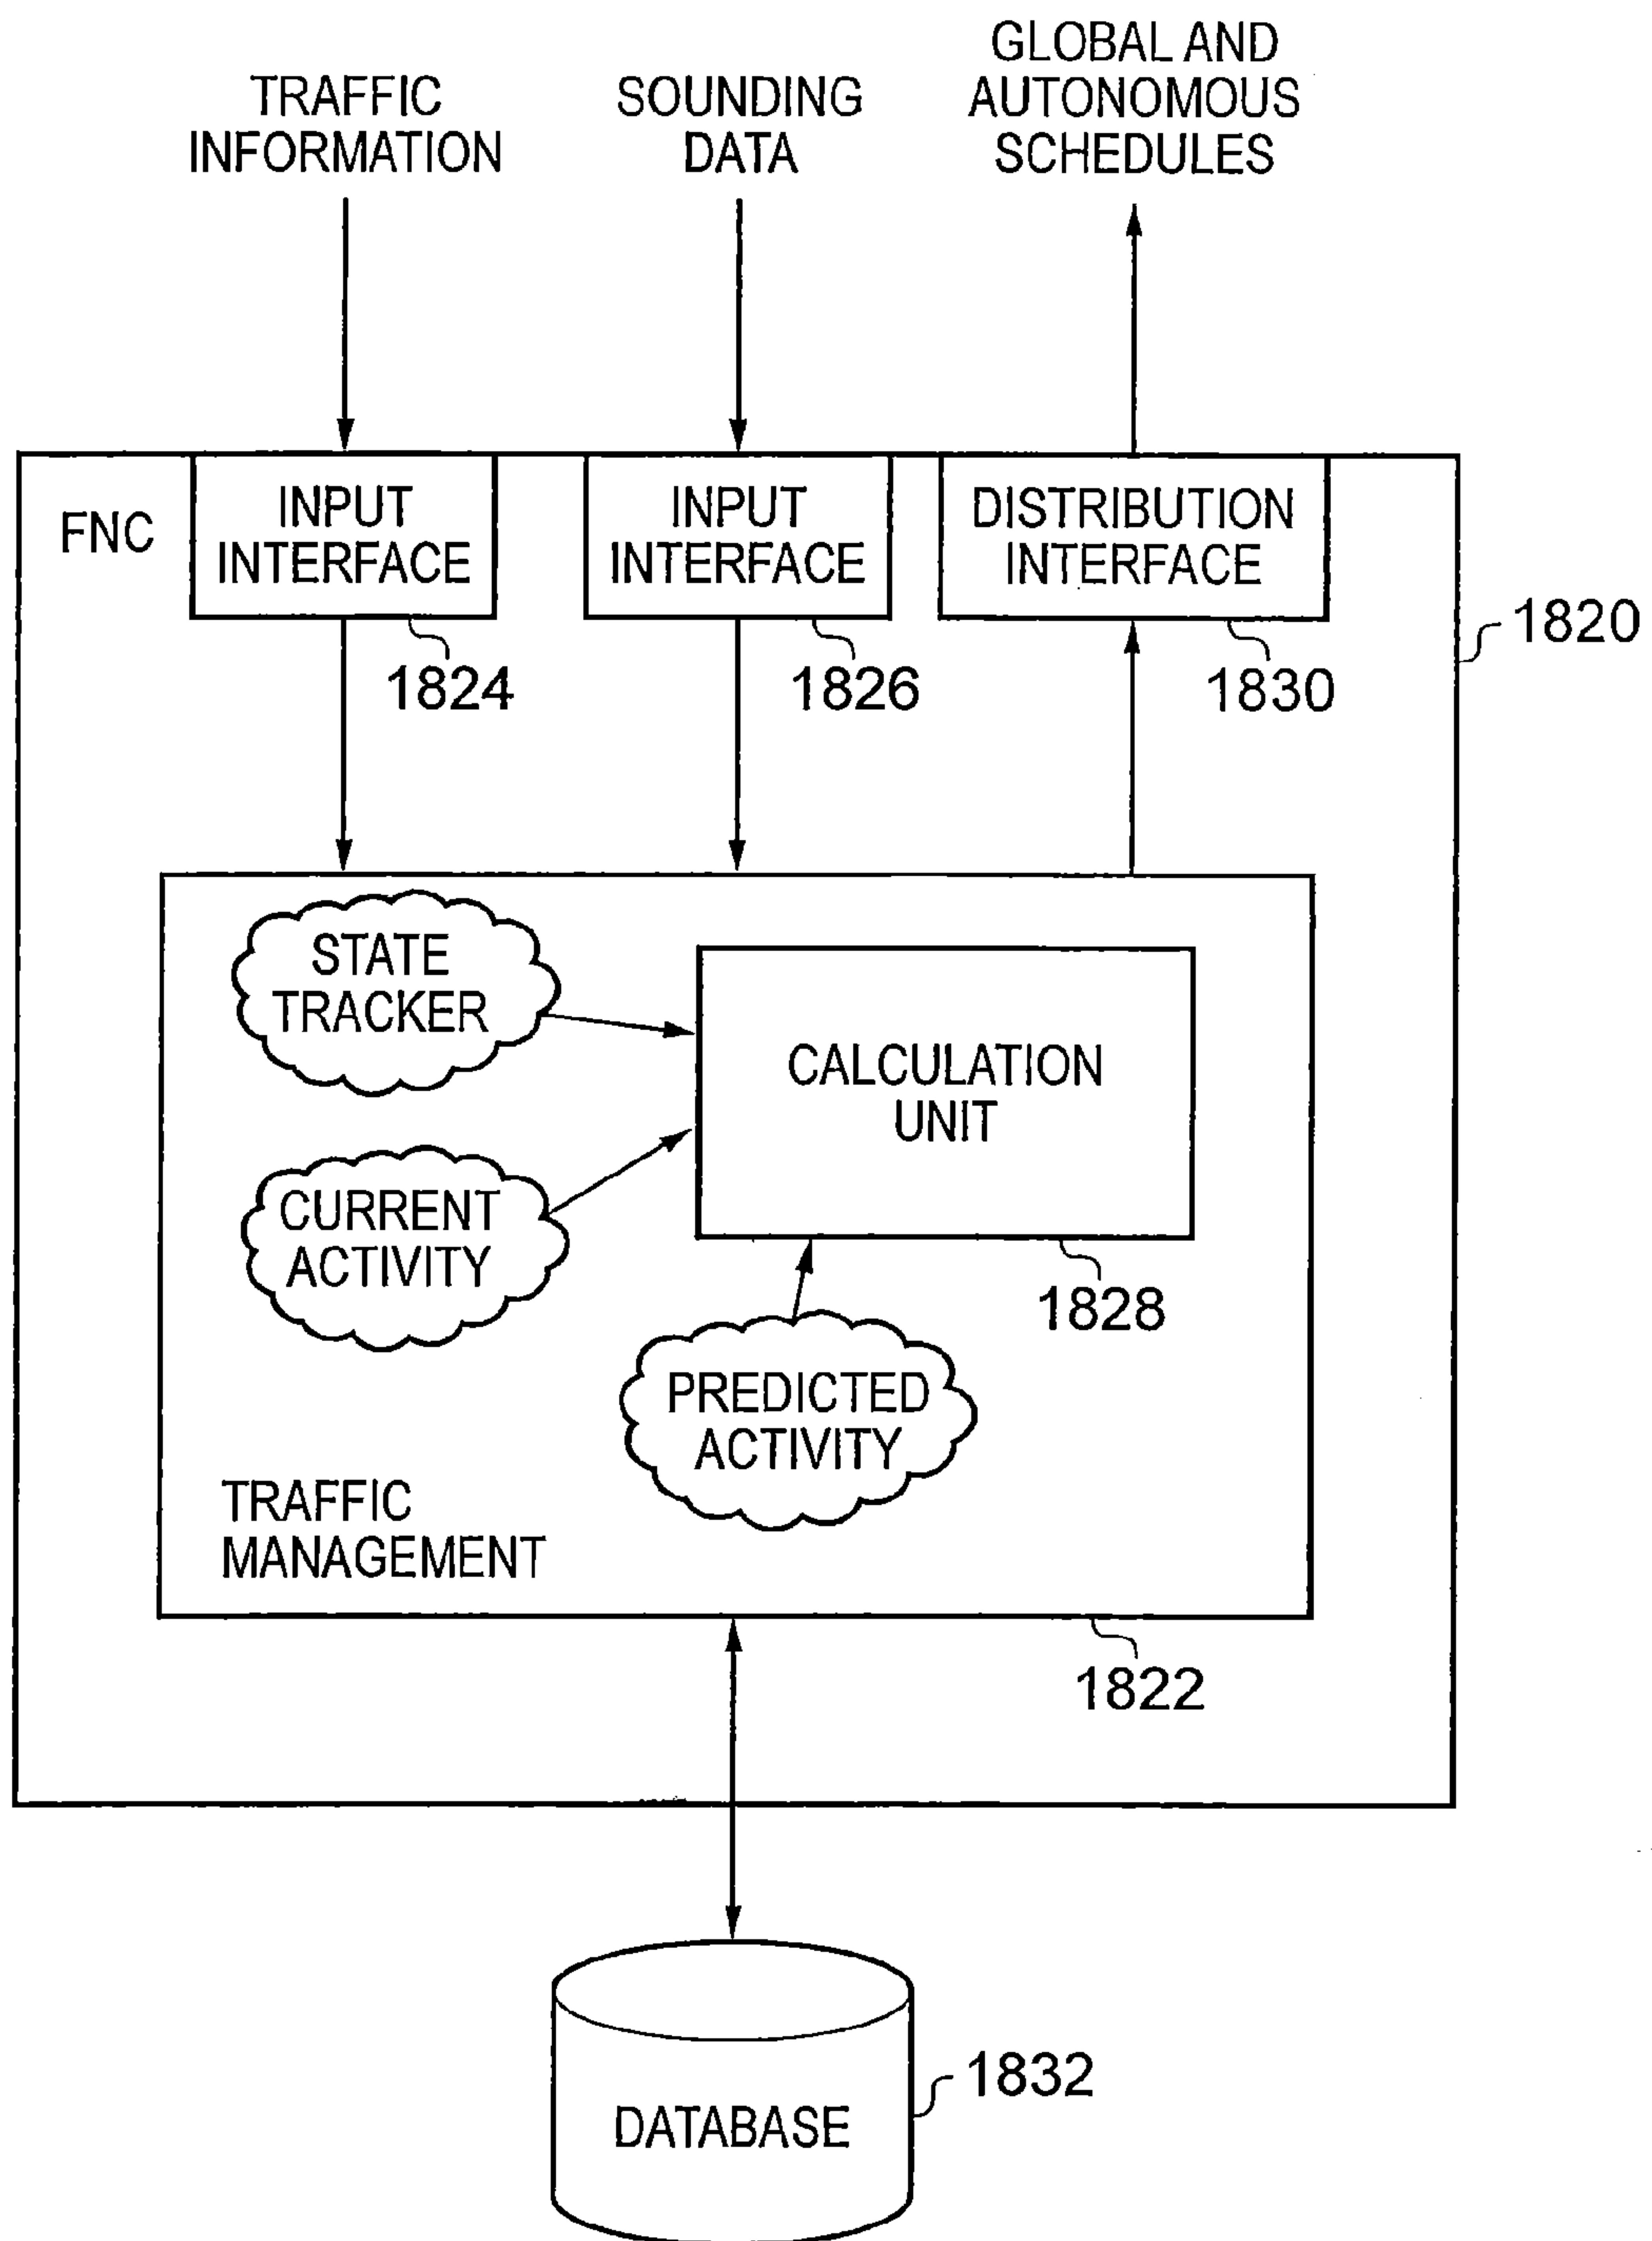 TRAFFIC
INFORMATION
SOUNDING
DATA
GLOBAL AND
AUTONOMOUS
SCHEDULES
FNC
INPUT
INTERFACE
INPUT
INTERFACE
DISTRIBUTION
INTERFACE
1820
1824
1826
1830
STATE
TRACKER
CALCULATION
UNIT
CURRENT
ACTIVITY
1828
PREDICTED
ACTIVITY
TRAFFIC
MANAGEMENT
1822
1832
DATABASE